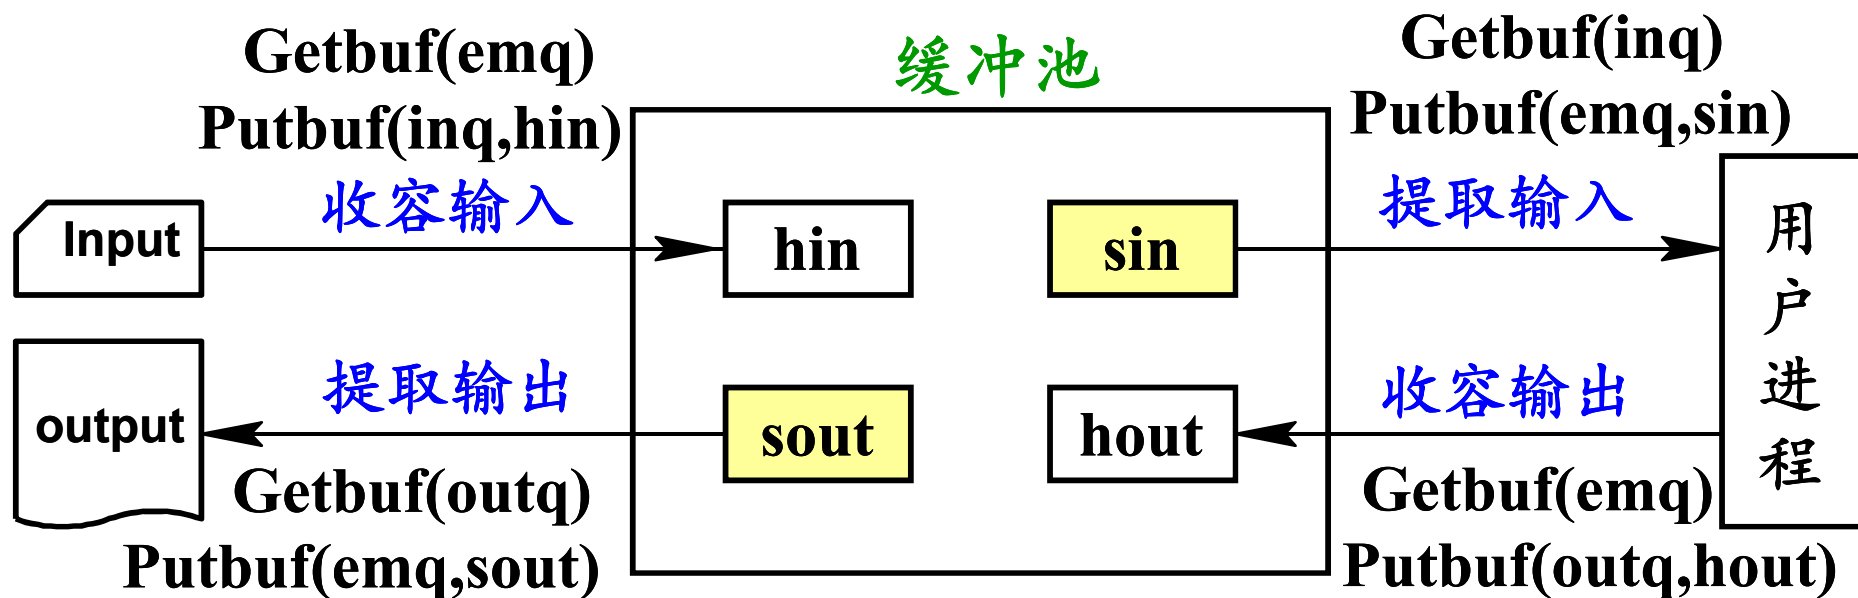 Getbuf(emq)
Putbuf(inq,hin)
缓冲池
Getbuf(inq)
Putbuf(emq,sin)
Input
收容输入
hin
sin
提取输入
用户进程
output
提取输出
sout
hout
收容输出
Getbuf(outq)
Putbuf(emq,sout)
Getbuf(emq)
Putbuf(outq,hout)